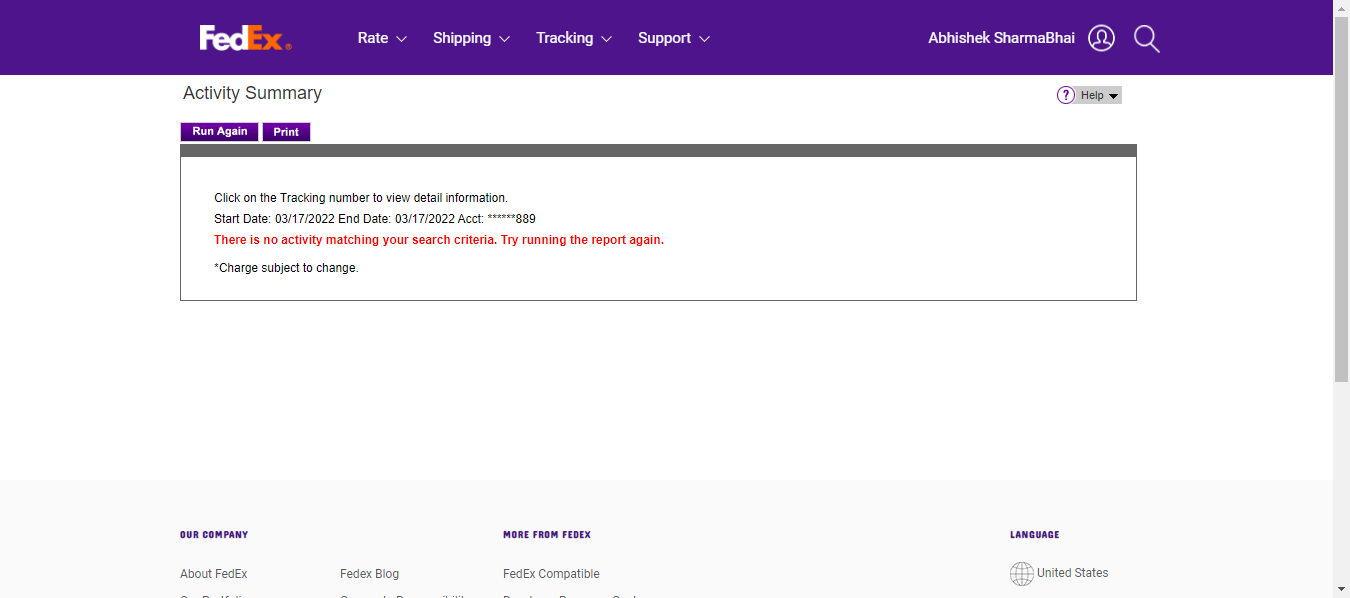 FedEx®
Rate Shipping Tracking Support Abhishek SharmaBhai
Activity Summary
? Help
Run Again Print
Click on the Tracking number to view detail information.
Start Date: 03/17/2022 End Date: 03/17/2022 Acct: ******889
There is no activity matching your search criteria. Try running the report again.
*Charge subject to change.
OUR COMPANY MORE FROM FEDEX LANGUAGE
About FedEx Fedex Blog FedEx Compatible United States